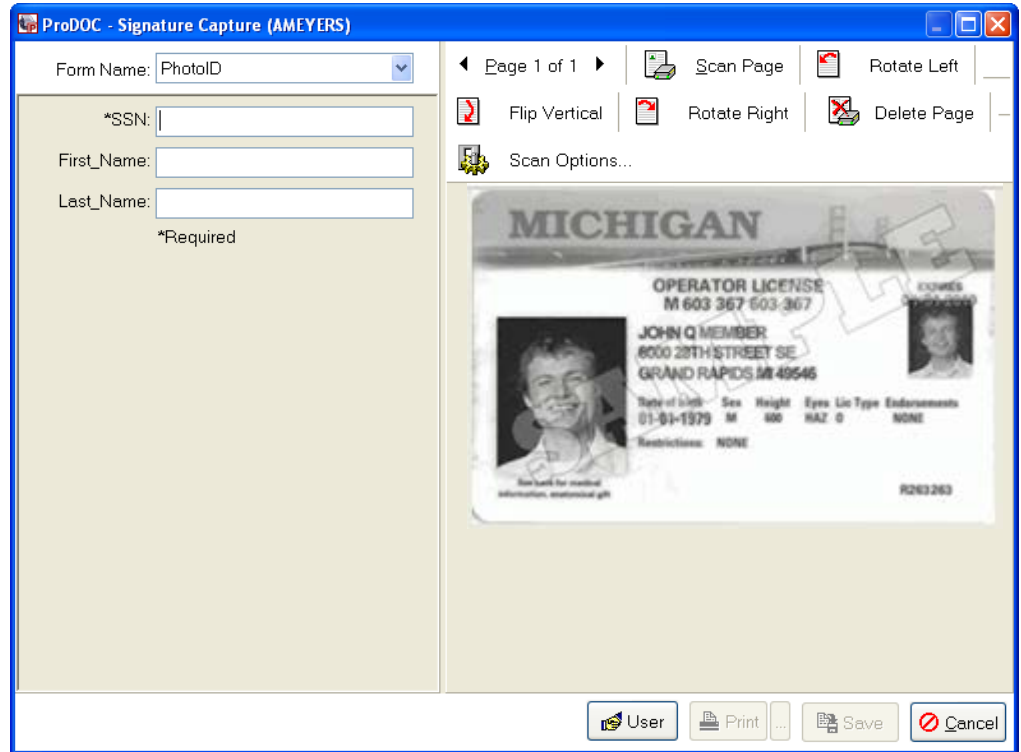 ProDOC - Signature Capture (AMEYERS)
Form Name: PhotoID
*SSN:
First_Name:
Last_Name:
*Required
Page 1 of 1
Scan Page
Rotate Left
Flip Vertical
Rotate Right
Delete Page
Scan Options...
MICHIGAN
SAMPLE
OPERATOR LICENSE
M 603 367 603 367
EXPIRES
JOHN Q MEMBER
6000 28TH STREET SE
GRAND RAPIDS MI 49546
Date of birth Sex Height Eyes Lic Type Endorsements
01-01-1979 M 600 HAZ O NONE
Restrictions: NONE
See back for medical
information, anatomical gift
R263263
User
Print
...
Save
Cancel